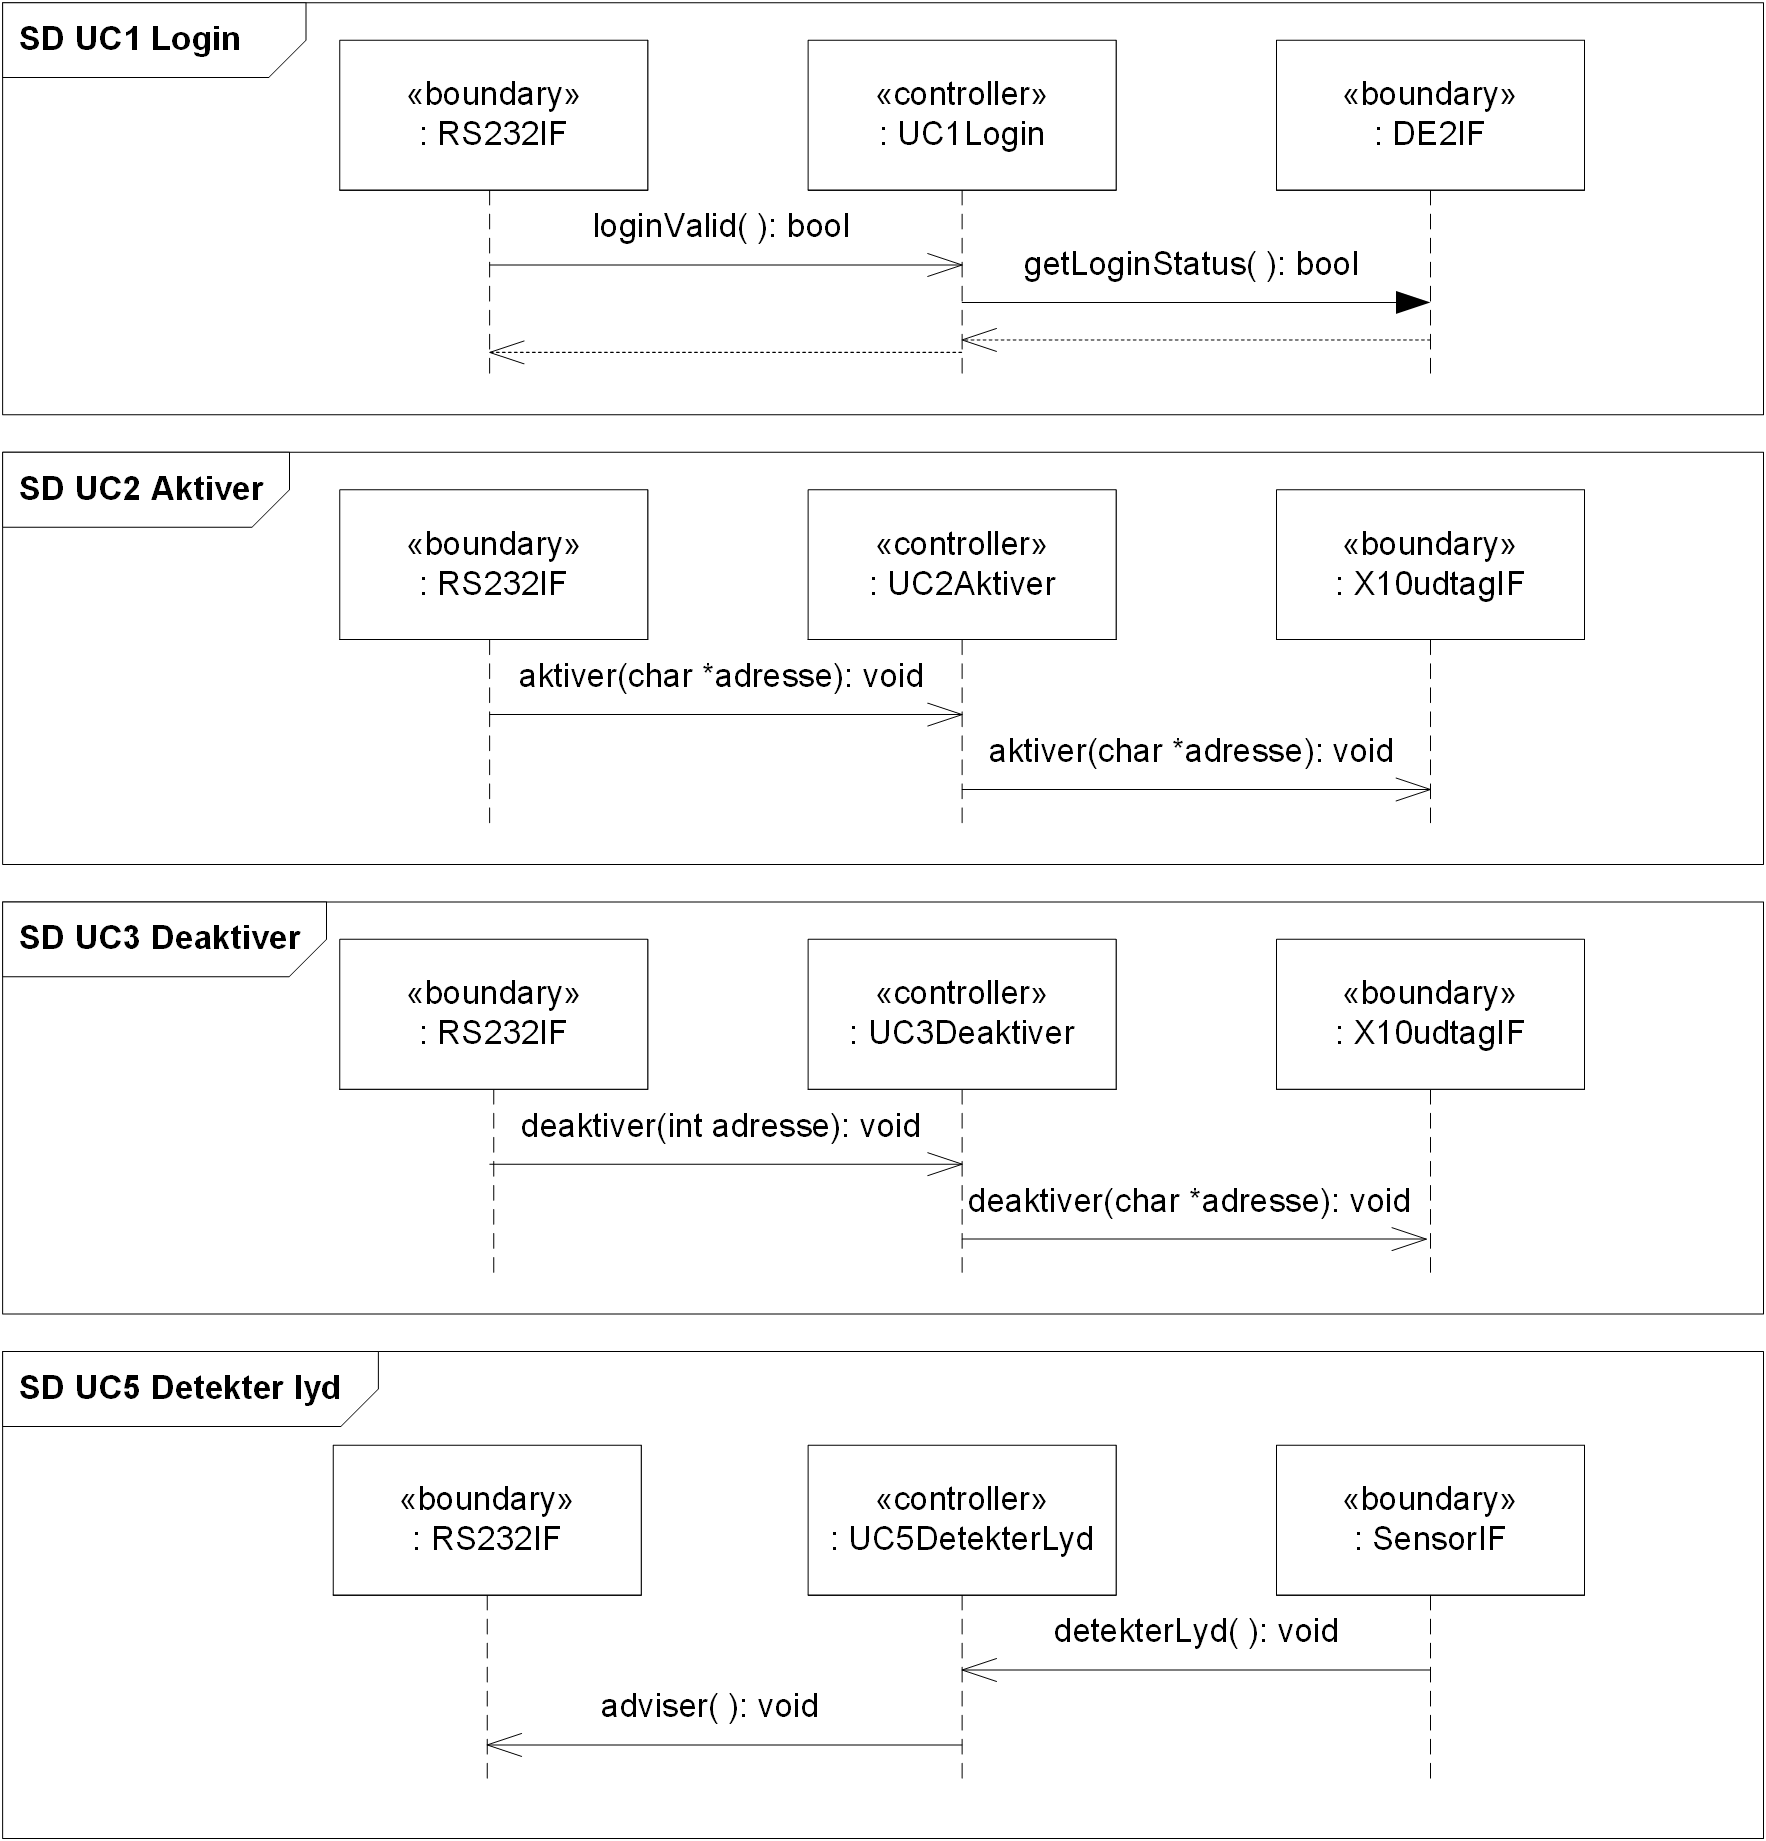 SD UC1 Login
«boundary»
: RS232IF
«controller»
: UC1Login
«boundary»
: DE2IF
loginValid( ): bool
getLoginStatus( ): bool
SD UC2 Aktiver
«boundary»
: RS232IF
«controller»
: UC2Aktiver
«boundary»
: X10udtagIF
aktiver(char *adresse): void
aktiver(char *adresse): void
SD UC3 Deaktiver
«boundary»
: RS232IF
«controller»
: UC3Deaktiver
«boundary»
: X10udtagIF
deaktiver(int adresse): void
deaktiver(char *adresse): void
SD UC5 Detekter lyd
«boundary»
: RS232IF
«controller»
: UC5DetekterLyd
«boundary»
: SensorIF
detekterLyd( ): void
adviser( ): void